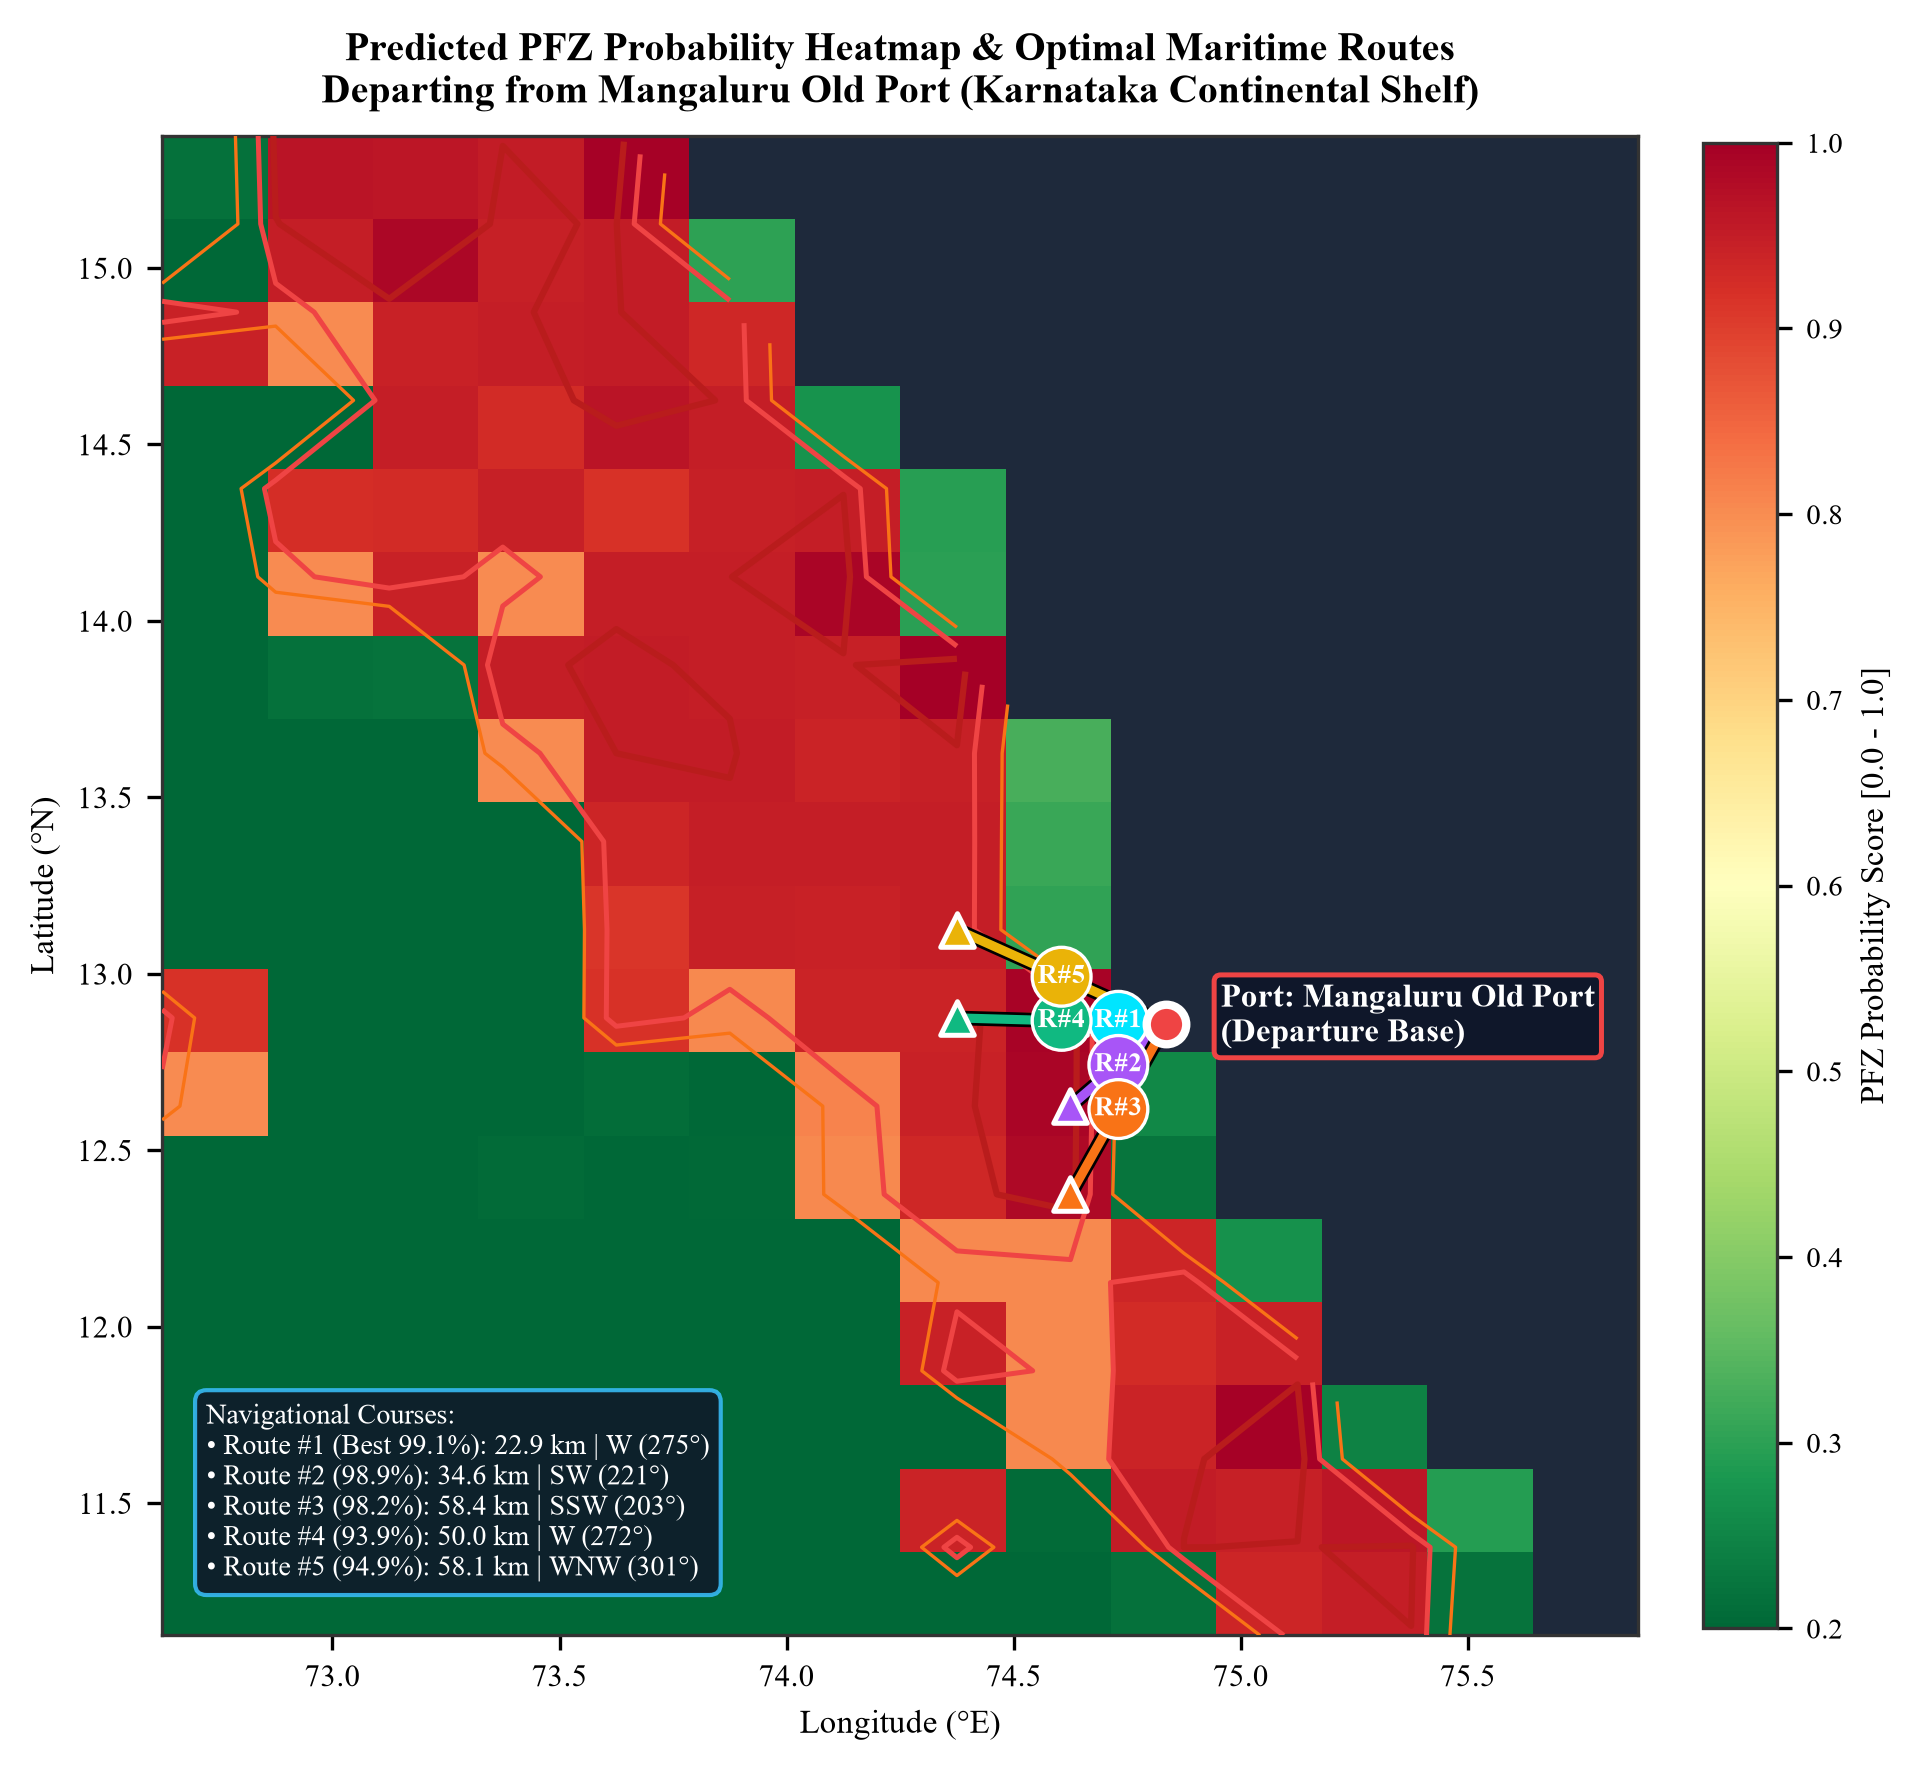 Predicted PFZ Probability Heatmap & Optimal Maritime Routes
Departing from Mangaluru Old Port (Karnataka Continental Shelf)
Latitude (°N)
15.0
14.5
14.0
13.5
13.0
12.5
12.0
11.5
R#5
R#4
R#1
R#2
R#3
Port: Mangaluru Old Port
(Departure Base)
Navigational Courses:
• Route #1 (Best 99.1%): 22.9 km | W (275°)
• Route #2 (98.9%): 34.6 km | SW (221°)
• Route #3 (98.2%): 58.4 km | SSW (203°)
• Route #4 (93.9%): 50.0 km | W (272°)
• Route #5 (94.9%): 58.1 km | WNW (301°)
73.0
73.5
74.0
74.5
75.0
75.5
Longitude (°E)
1.0
0.9
0.8
0.7
0.6
0.5
0.4
0.3
0.2
PFZ Probability Score [0.0 - 1.0]